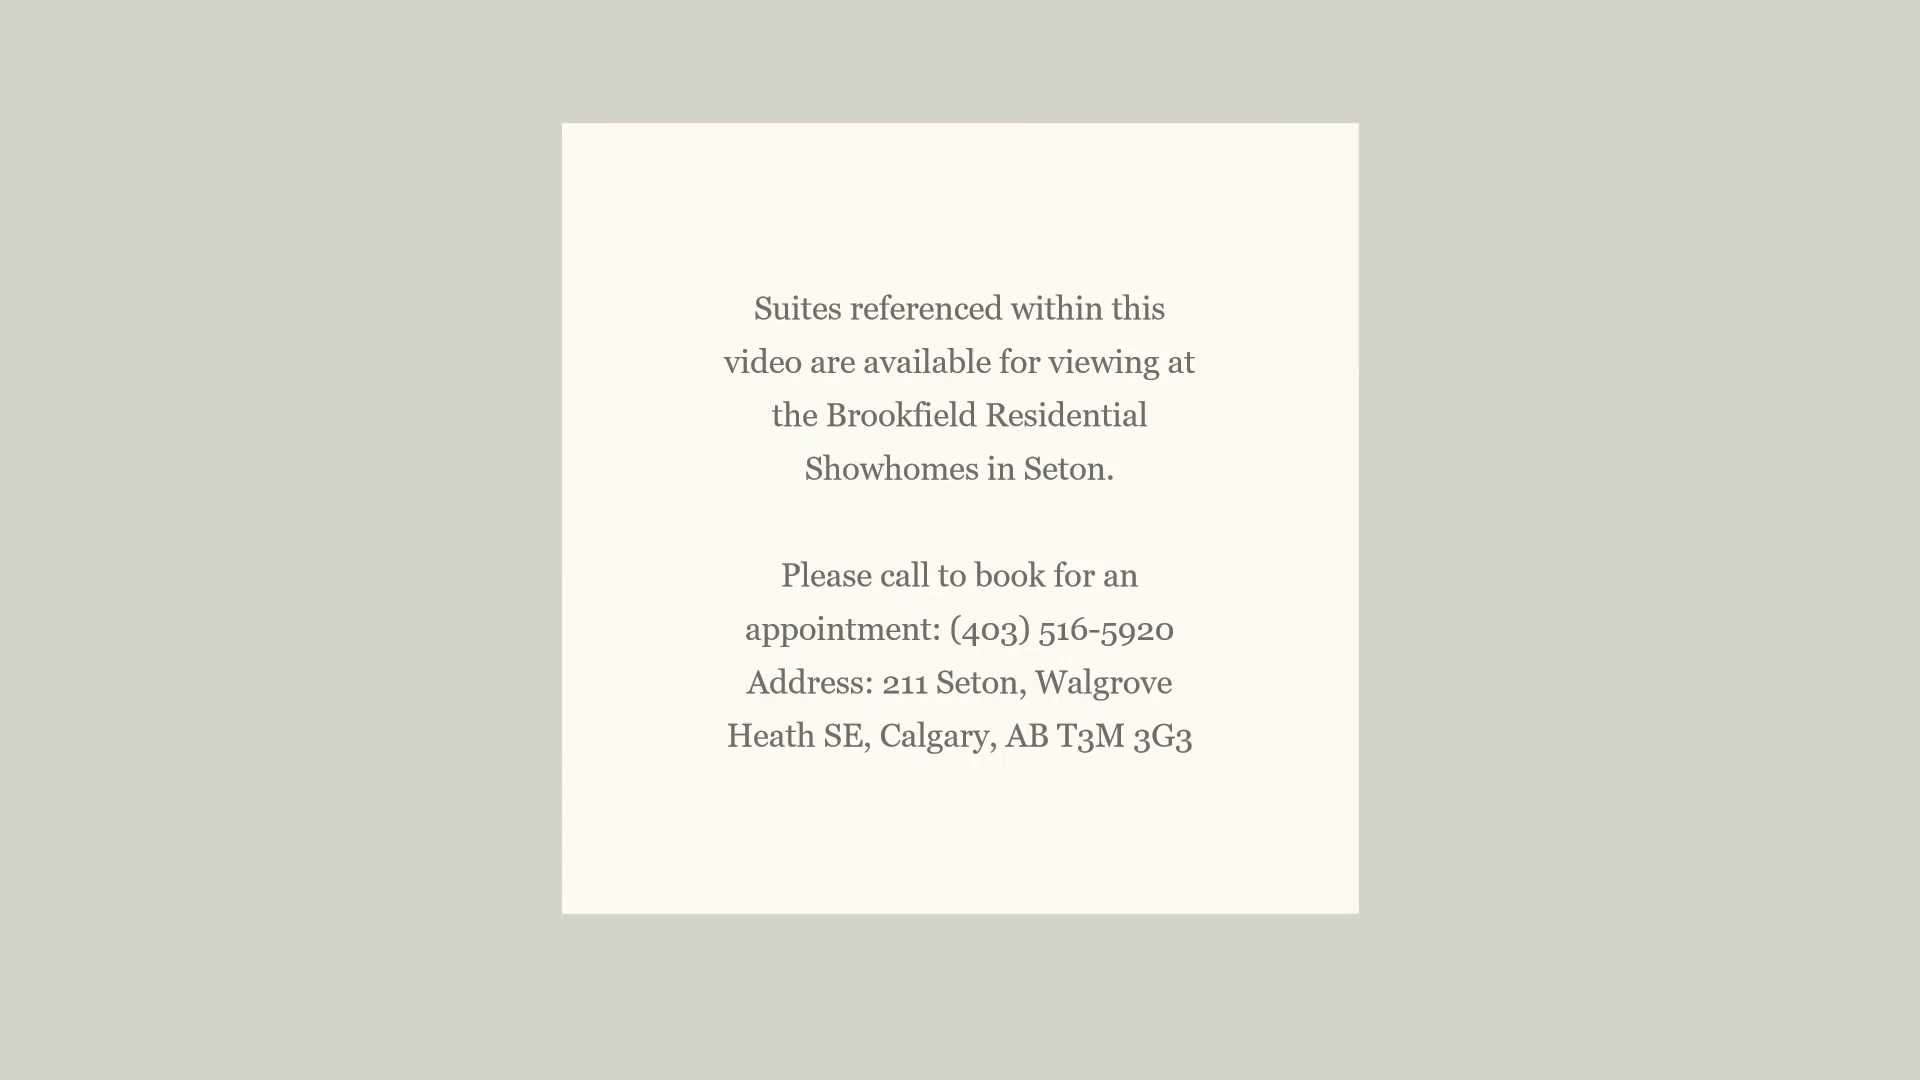 Suites referenced within this
video are available for viewing at
the Brookfield Residential
Showhomes in Seton.
Please call to book for an
appointment: (403) 516-5920
Address: 211 Seton, Walgrove
Heath SE, Calgary, AB T3M 3G3